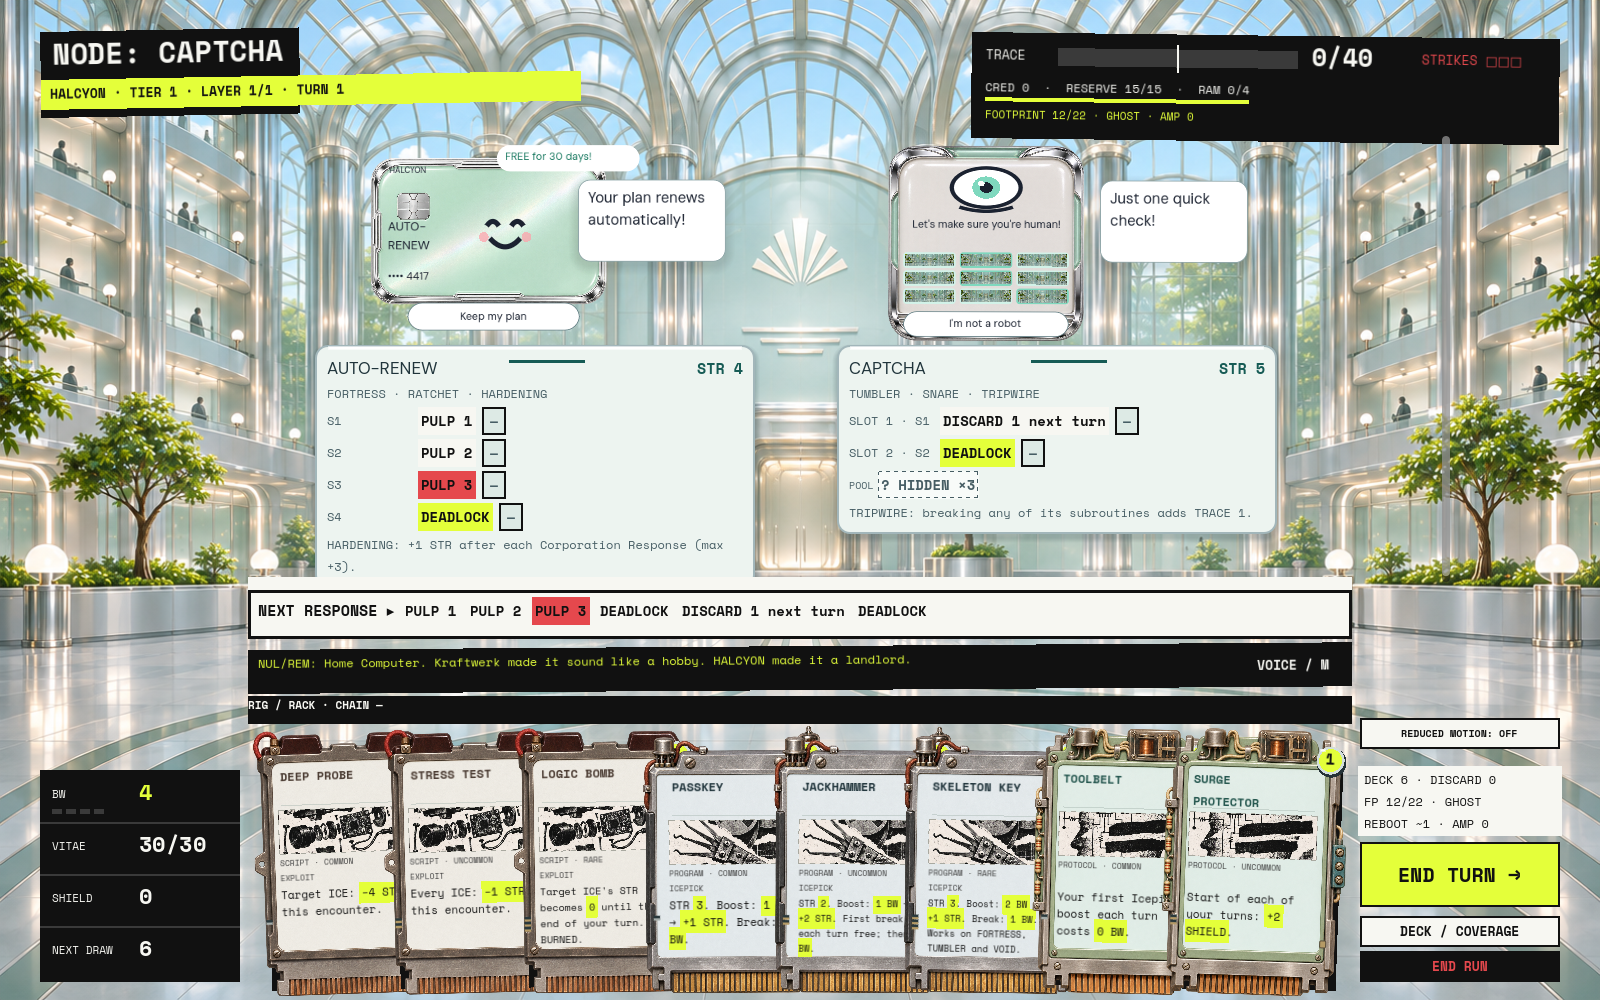 NODE: CAPTCHA
HALCYON · TIER 1 · LAYER 1/1 · TURN 1
TRACE 0/40 STRIKES □□□
CRED 0 · RESERVE 15/15 · RAM 0/4
FOOTPRINT 12/22 · GHOST · AMP 0
HALCYON
FREE for 30 days!
AUTO-
RENEW
•••• 4417
Keep my plan
Your plan renews
automatically!
Let's make sure you're human!
I'm not a robot
Just one quick
check!
AUTO-RENEW STR 4
FORTRESS · RATCHET · HARDENING
S1 PULP 1 —
S2 PULP 2 —
S3 PULP 3 —
S4 DEADLOCK —
HARDENING: +1 STR after each Corporation Response (max
+3).
CAPTCHA STR 5
TUMBLER · SNARE · TRIPWIRE
SLOT 1 · S1 DISCARD 1 next turn —
SLOT 2 · S2 DEADLOCK —
POOL ? HIDDEN ×3
TRIPWIRE: breaking any of its subroutines adds TRACE 1.
NEXT RESPONSE ▸ PULP 1 PULP 2 PULP 3 DEADLOCK DISCARD 1 next turn DEADLOCK
NUL/REM: Home Computer. Kraftwerk made it sound like a hobby. HALCYON made it a landlord.
VOICE / M
RIG / RACK · CHAIN —
BW 4
VITAE 30/30
SHIELD 0
NEXT DRAW 6
DEEP PROBE
SCRIPT · COMMON
EXPLOIT
Target ICE: -4 ST
this encounter.
STRESS TEST
SCRIPT · UNCOMMON
EXPLOIT
Every ICE: -1 STR
this encounter.
LOGIC BOMB
SCRIPT · RARE
EXPLOIT
Target ICE's STR
becomes 0 until t
end of your turn.
BURNED.
PASSKEY
PROGRAM · COMMON
ICEPICK
STR 3. Boost: 1
→ +1 STR. Break:
BW.
JACKHAMMER
PROGRAM · UNCOMMON
ICEPICK
STR 2. Boost: 1 BW
+2 STR. First break
each turn free; the
BW.
SKELETON KEY
PROGRAM · RARE
ICEPICK
STR 3. Boost: 2 BW
+1 STR. Break: 1 BW.
Works on FORTRESS,
TUMBLER and VOID.
TOOLBELT
PROTOCOL · COMMON
Your first Icepi
boost each turn
costs 0 BW.
SURGE
PROTECTOR
1
PROTOCOL · UNCOMMON
Start of each of
your turns: +2
SHIELD.
REDUCED MOTION: OFF
DECK 6 · DISCARD 0
FP 12/22 · GHOST
REBOOT ~1 · AMP 0
END TURN →
DECK / COVERAGE
END RUN